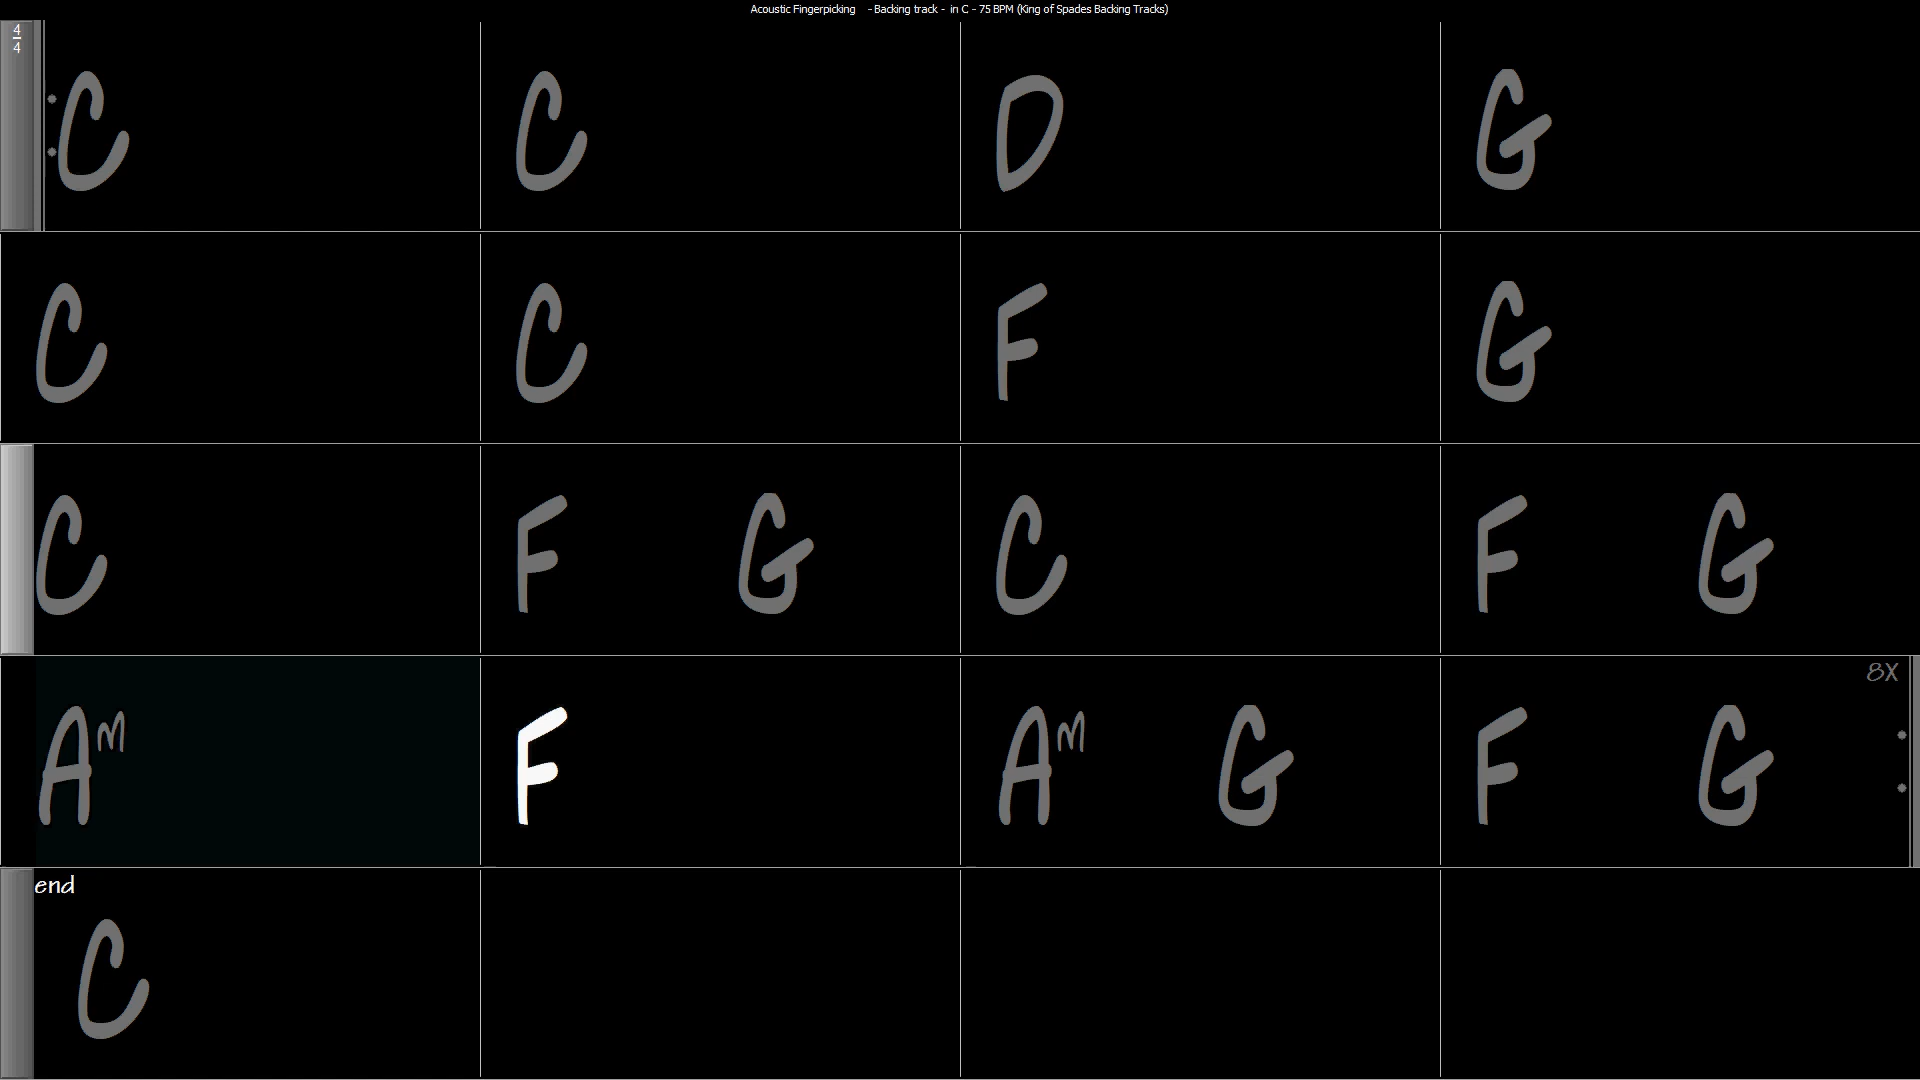 Acoustic Fingerpicking - Backing track - in C - 75 BPM (King of Spades Backing Tracks)
4
4
C C D G
C C F G
C F G C F G
8X
Am F Am G F G
end
C